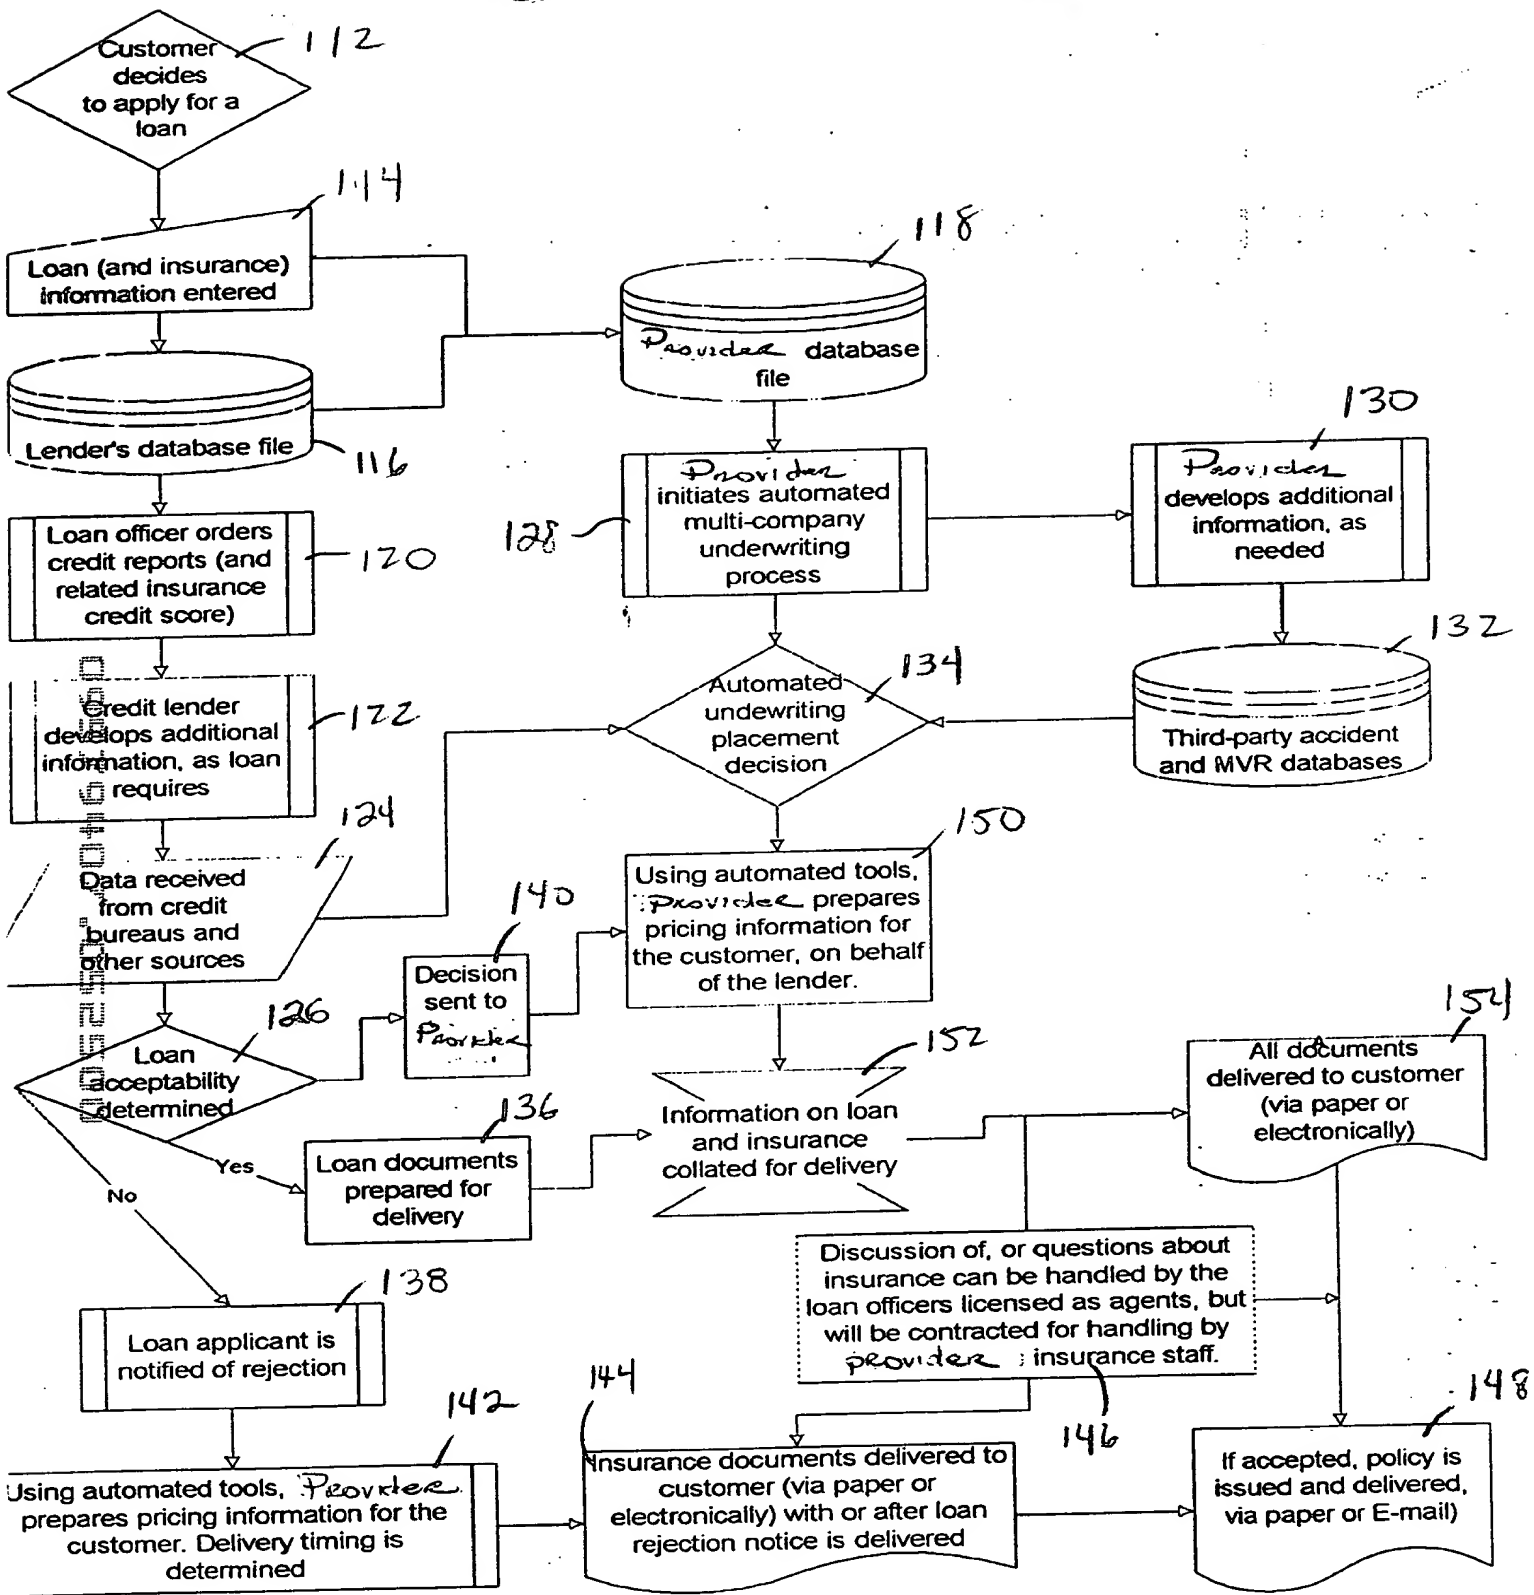 Customer
decides
to apply for a
loan
112
Loan (and insurance)
information entered
114
Lender's database file
116
Provider database
file
118
Loan officer orders
credit reports (and
related insurance
credit score)
120
Provider
initiates automated
multi-company
underwriting
process
128
Provider
develops additional
information, as
needed
130
Credit lender
develops additional
information, as loan
requires
122
Automated
undewriting
placement
decision
134
Third-party accident
and MVR databases
132
Data received
from credit
bureaus and
other sources
124
Loan
acceptability
determined
126
Decision
sent to
Provider
140
Using automated tools,
Provider prepares
pricing information for
the customer, on behalf
of the lender.
150
Yes
No
Loan documents
prepared for
delivery
136
Information on loan
and insurance
collated for delivery
152
All documents
delivered to customer
(via paper or
electronically)
154
Loan applicant is
notified of rejection
138
Discussion of, or questions about
insurance can be handled by the
loan officers licensed as agents, but
will be contracted for handling by
provider insurance staff.
146
Using automated tools, Provider
prepares pricing information for the
customer. Delivery timing is
determined
142
Insurance documents delivered to
customer (via paper or
electronically) with or after loan
rejection notice is delivered
144
If accepted, policy is
issued and delivered,
via paper or E-mail)
148